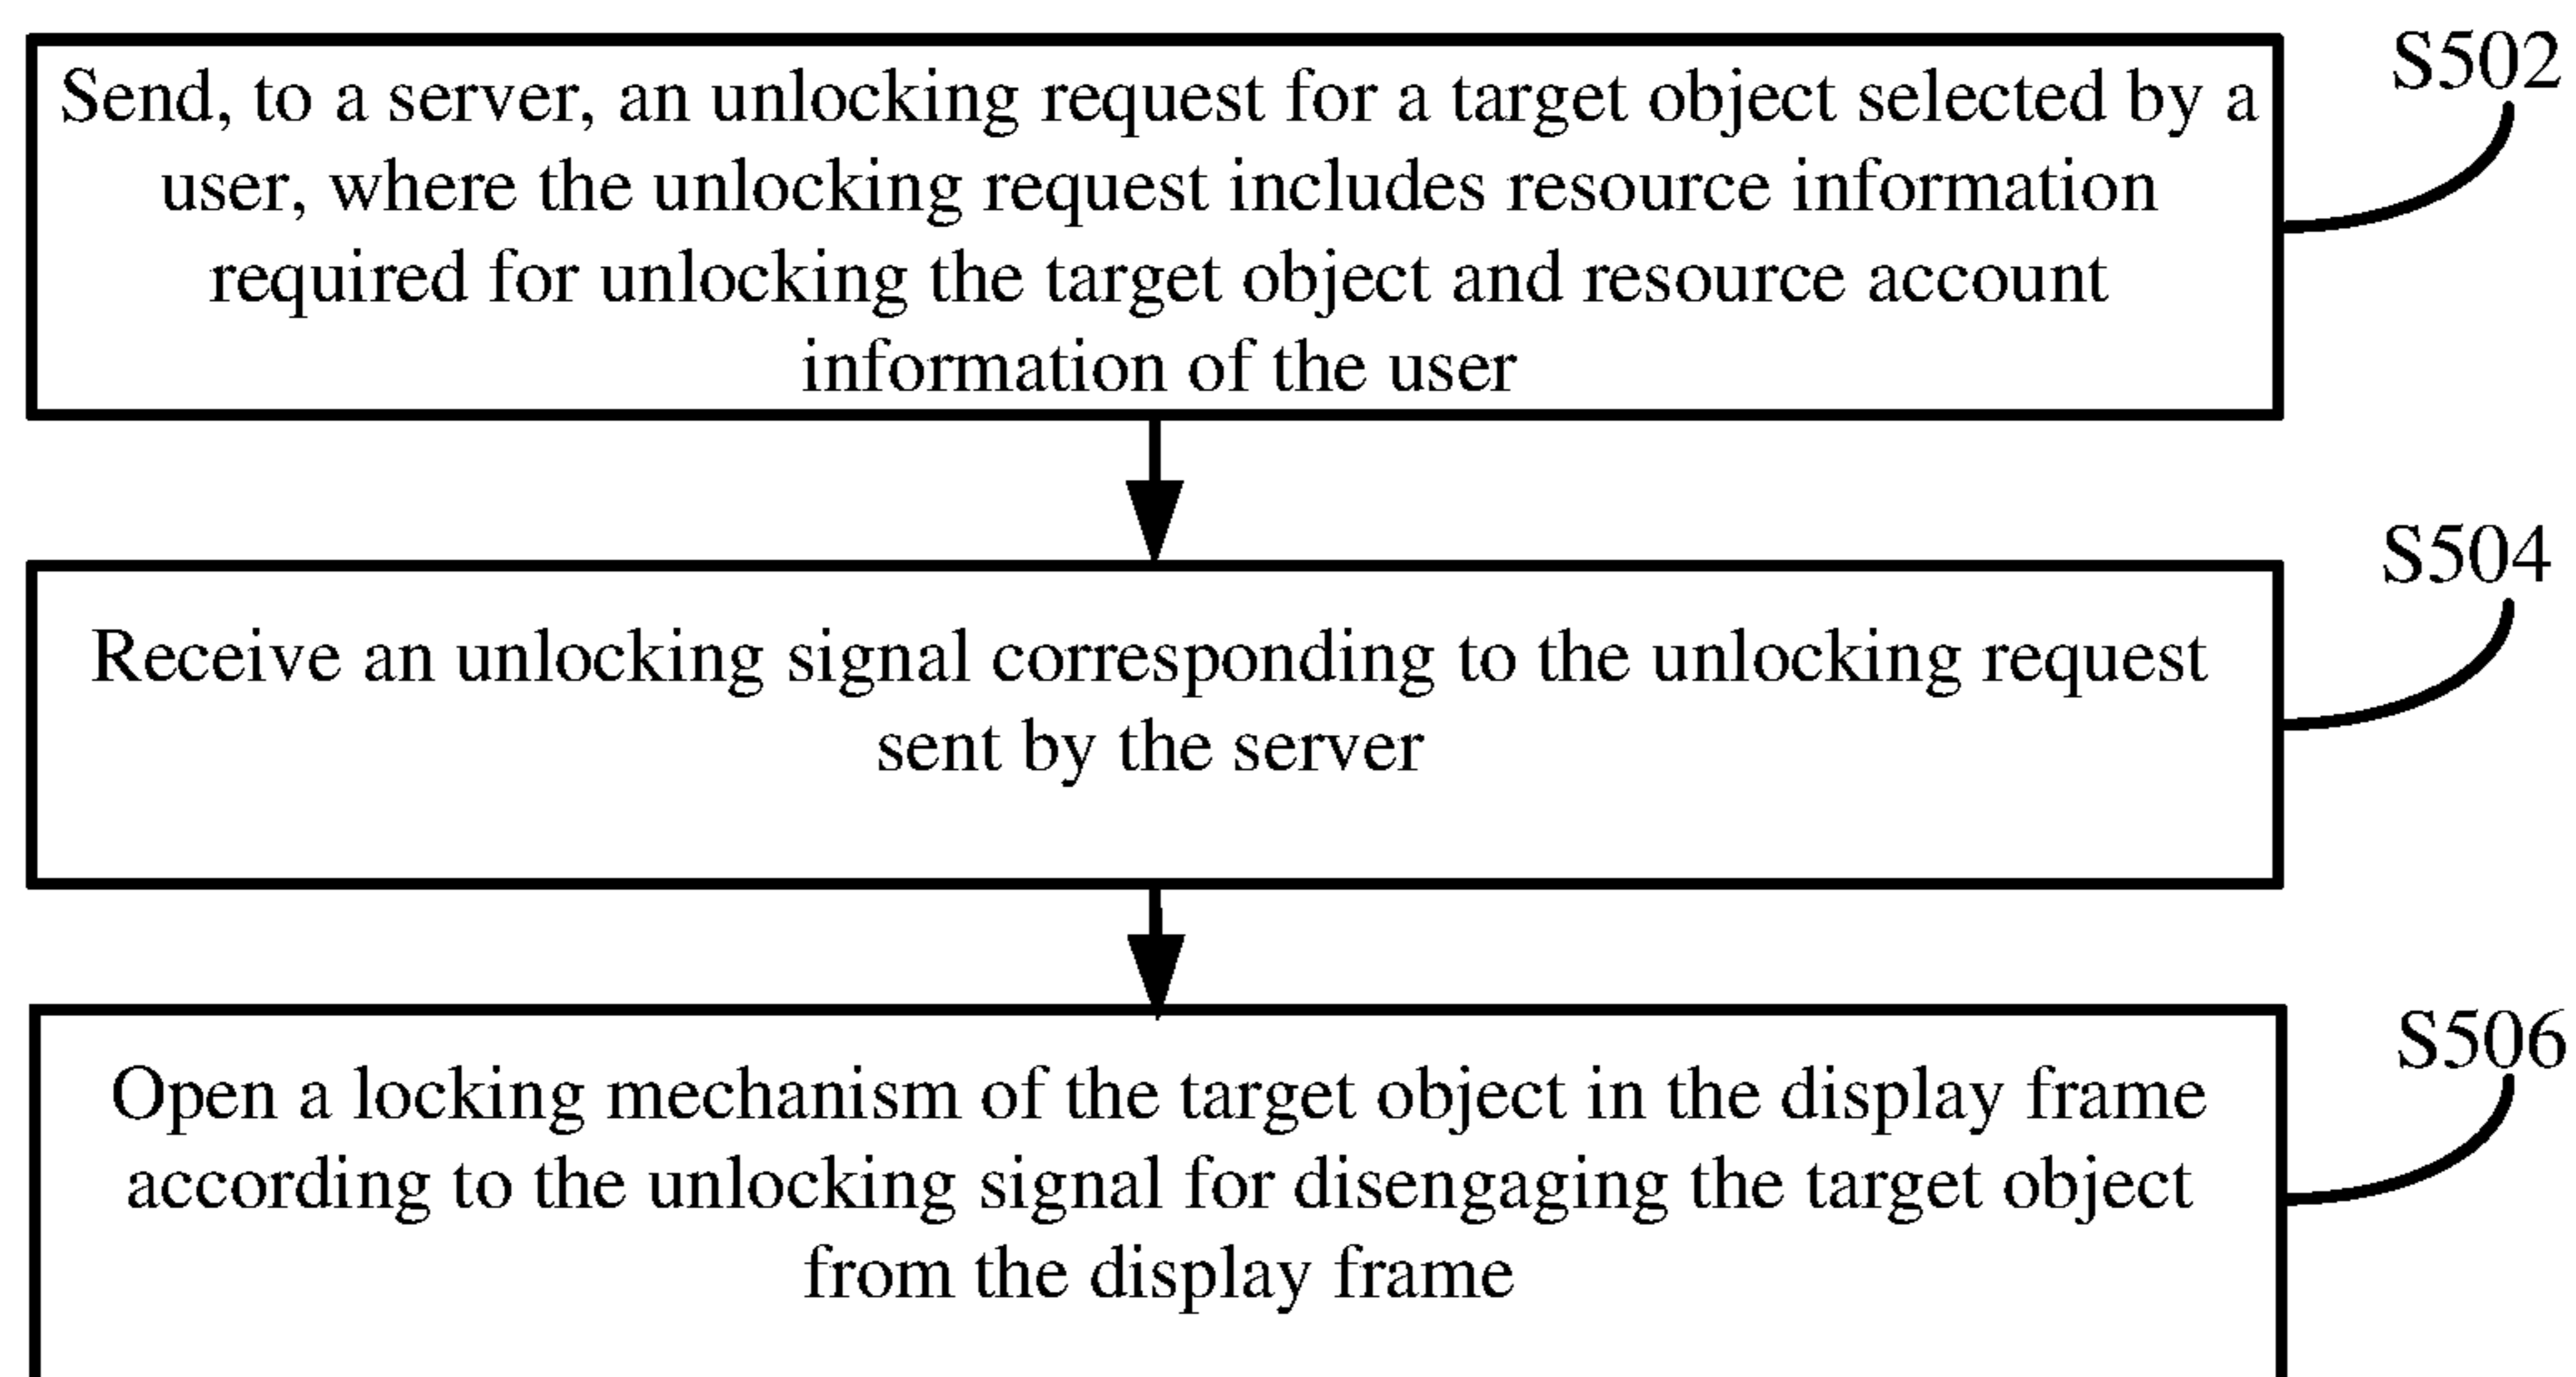 S502
Send, to a server, an unlocking request for a target object selected by a
user, where the unlocking request includes resource information
required for unlocking the target object and resource account
information of the user
S504
Receive an unlocking signal corresponding to the unlocking request
sent by the server
S506
Open a locking mechanism of the target object in the display frame
according to the unlocking signal for disengaging the target object
from the display frame